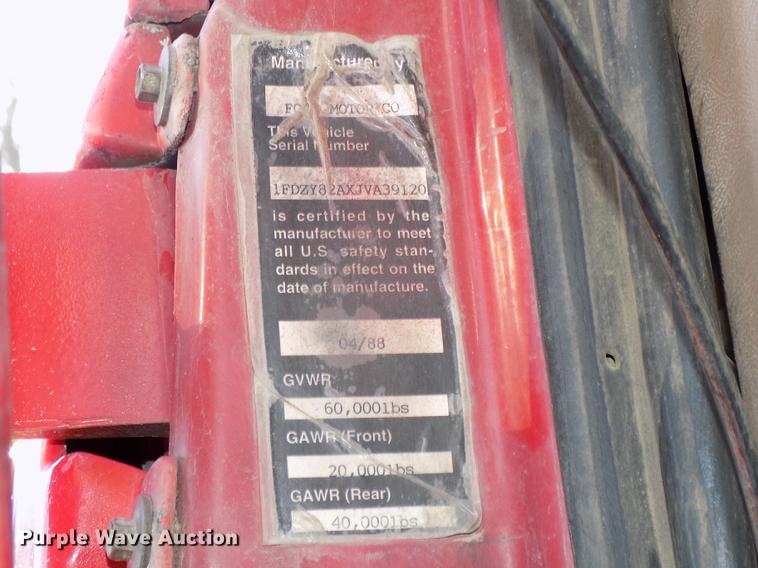 Manufactured by
FORD MOTOR CO
This Vehicle
Serial Number
1FDZY82AXJVA39120
is certified by the
manufacturer to meet
all U.S. safety stan-
dards in effect on the
date of manufacture.
04/88
GVWR
60,000lbs
GAWR (Front)
20,000lbs
GAWR (Rear)
40,000lbs
Purple Wave Auction